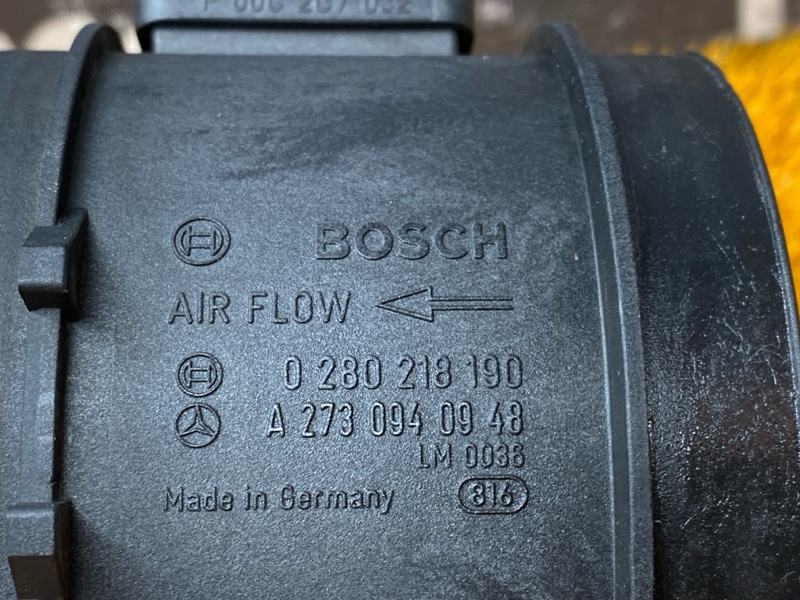 BOSCH
AIR FLOW
0 280 218 190
A 273 094 09 48
LM 0036
Made in Germany 816